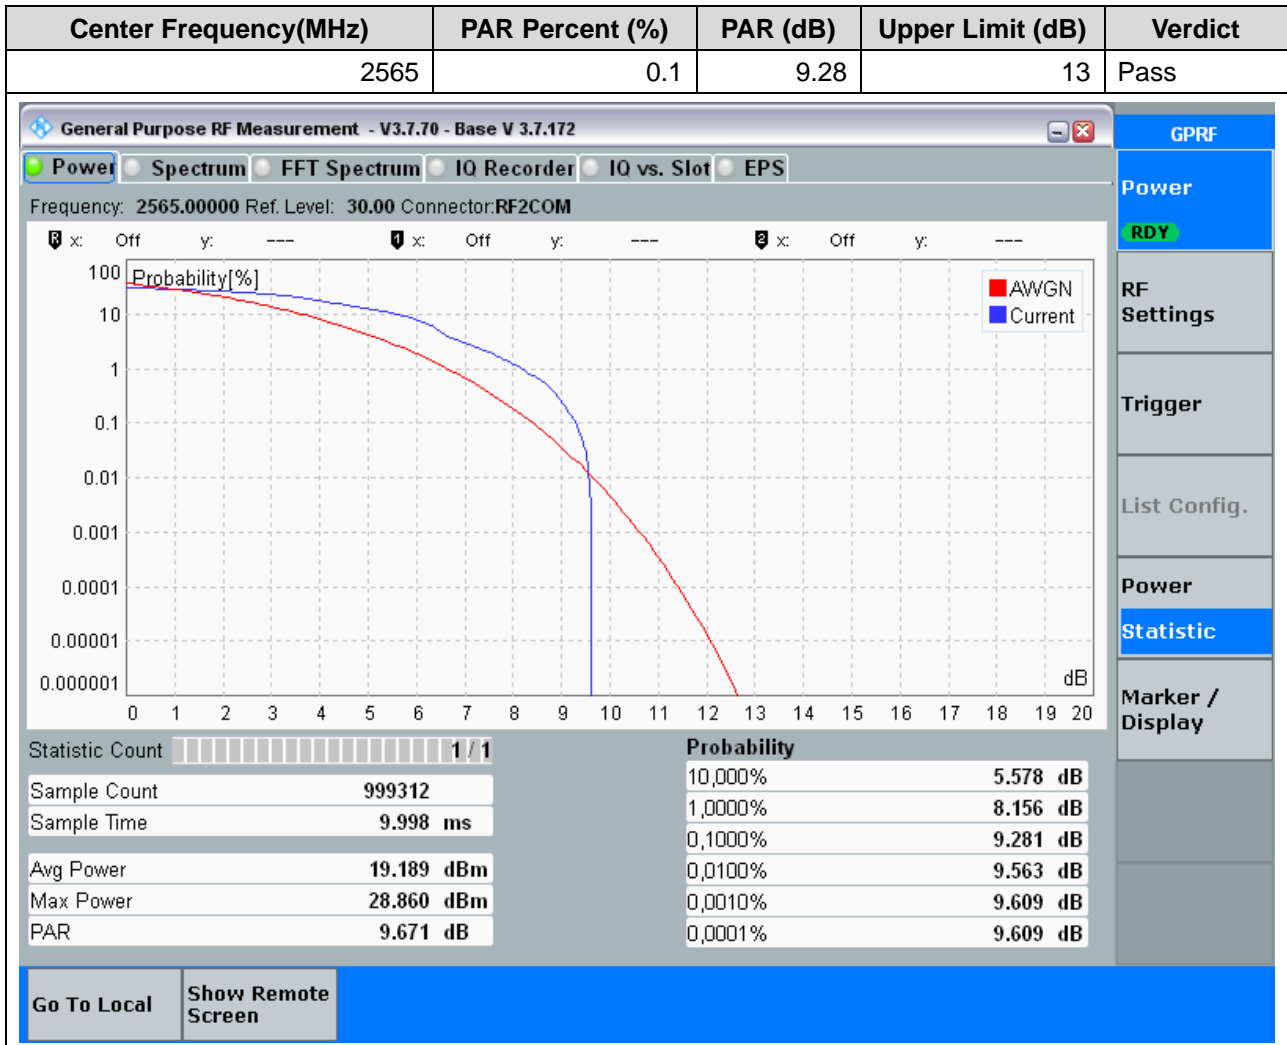 Center Frequency(MHz) PAR Percent (%) PAR (dB) Upper Limit (dB) Verdict
2565 0.1 9.28 13 Pass
General Purpose RF Measurement - V3.7.70 - Base V 3.7.172
GPRF
Power Spectrum FFT Spectrum IQ Recorder IQ vs. Slot EPS
Frequency: 2565.00000 Ref. Level: 30.00 Connector:RF2COM
R x: Off y: --- 1 x: Off y: --- 2 x: Off y: ---
Probability[%]
100
10
1
0.1
0.01
0.001
0.0001
0.00001
0.000001
AWGN
Current
dB
0 1 2 3 4 5 6 7 8 9 10 11 12 13 14 15 16 17 18 19 20
Statistic Count 1 / 1
Sample Count 999312
Sample Time 9.998 ms
Avg Power 19.189 dBm
Max Power 28.860 dBm
PAR 9.671 dB
Probability
10,000% 5.578 dB
1,0000% 8.156 dB
0,1000% 9.281 dB
0,0100% 9.563 dB
0,0010% 9.609 dB
0,0001% 9.609 dB
Power
RDY
RF
Settings
Trigger
List Config.
Power
Statistic
Marker /
Display
Go To Local
Show Remote
Screen